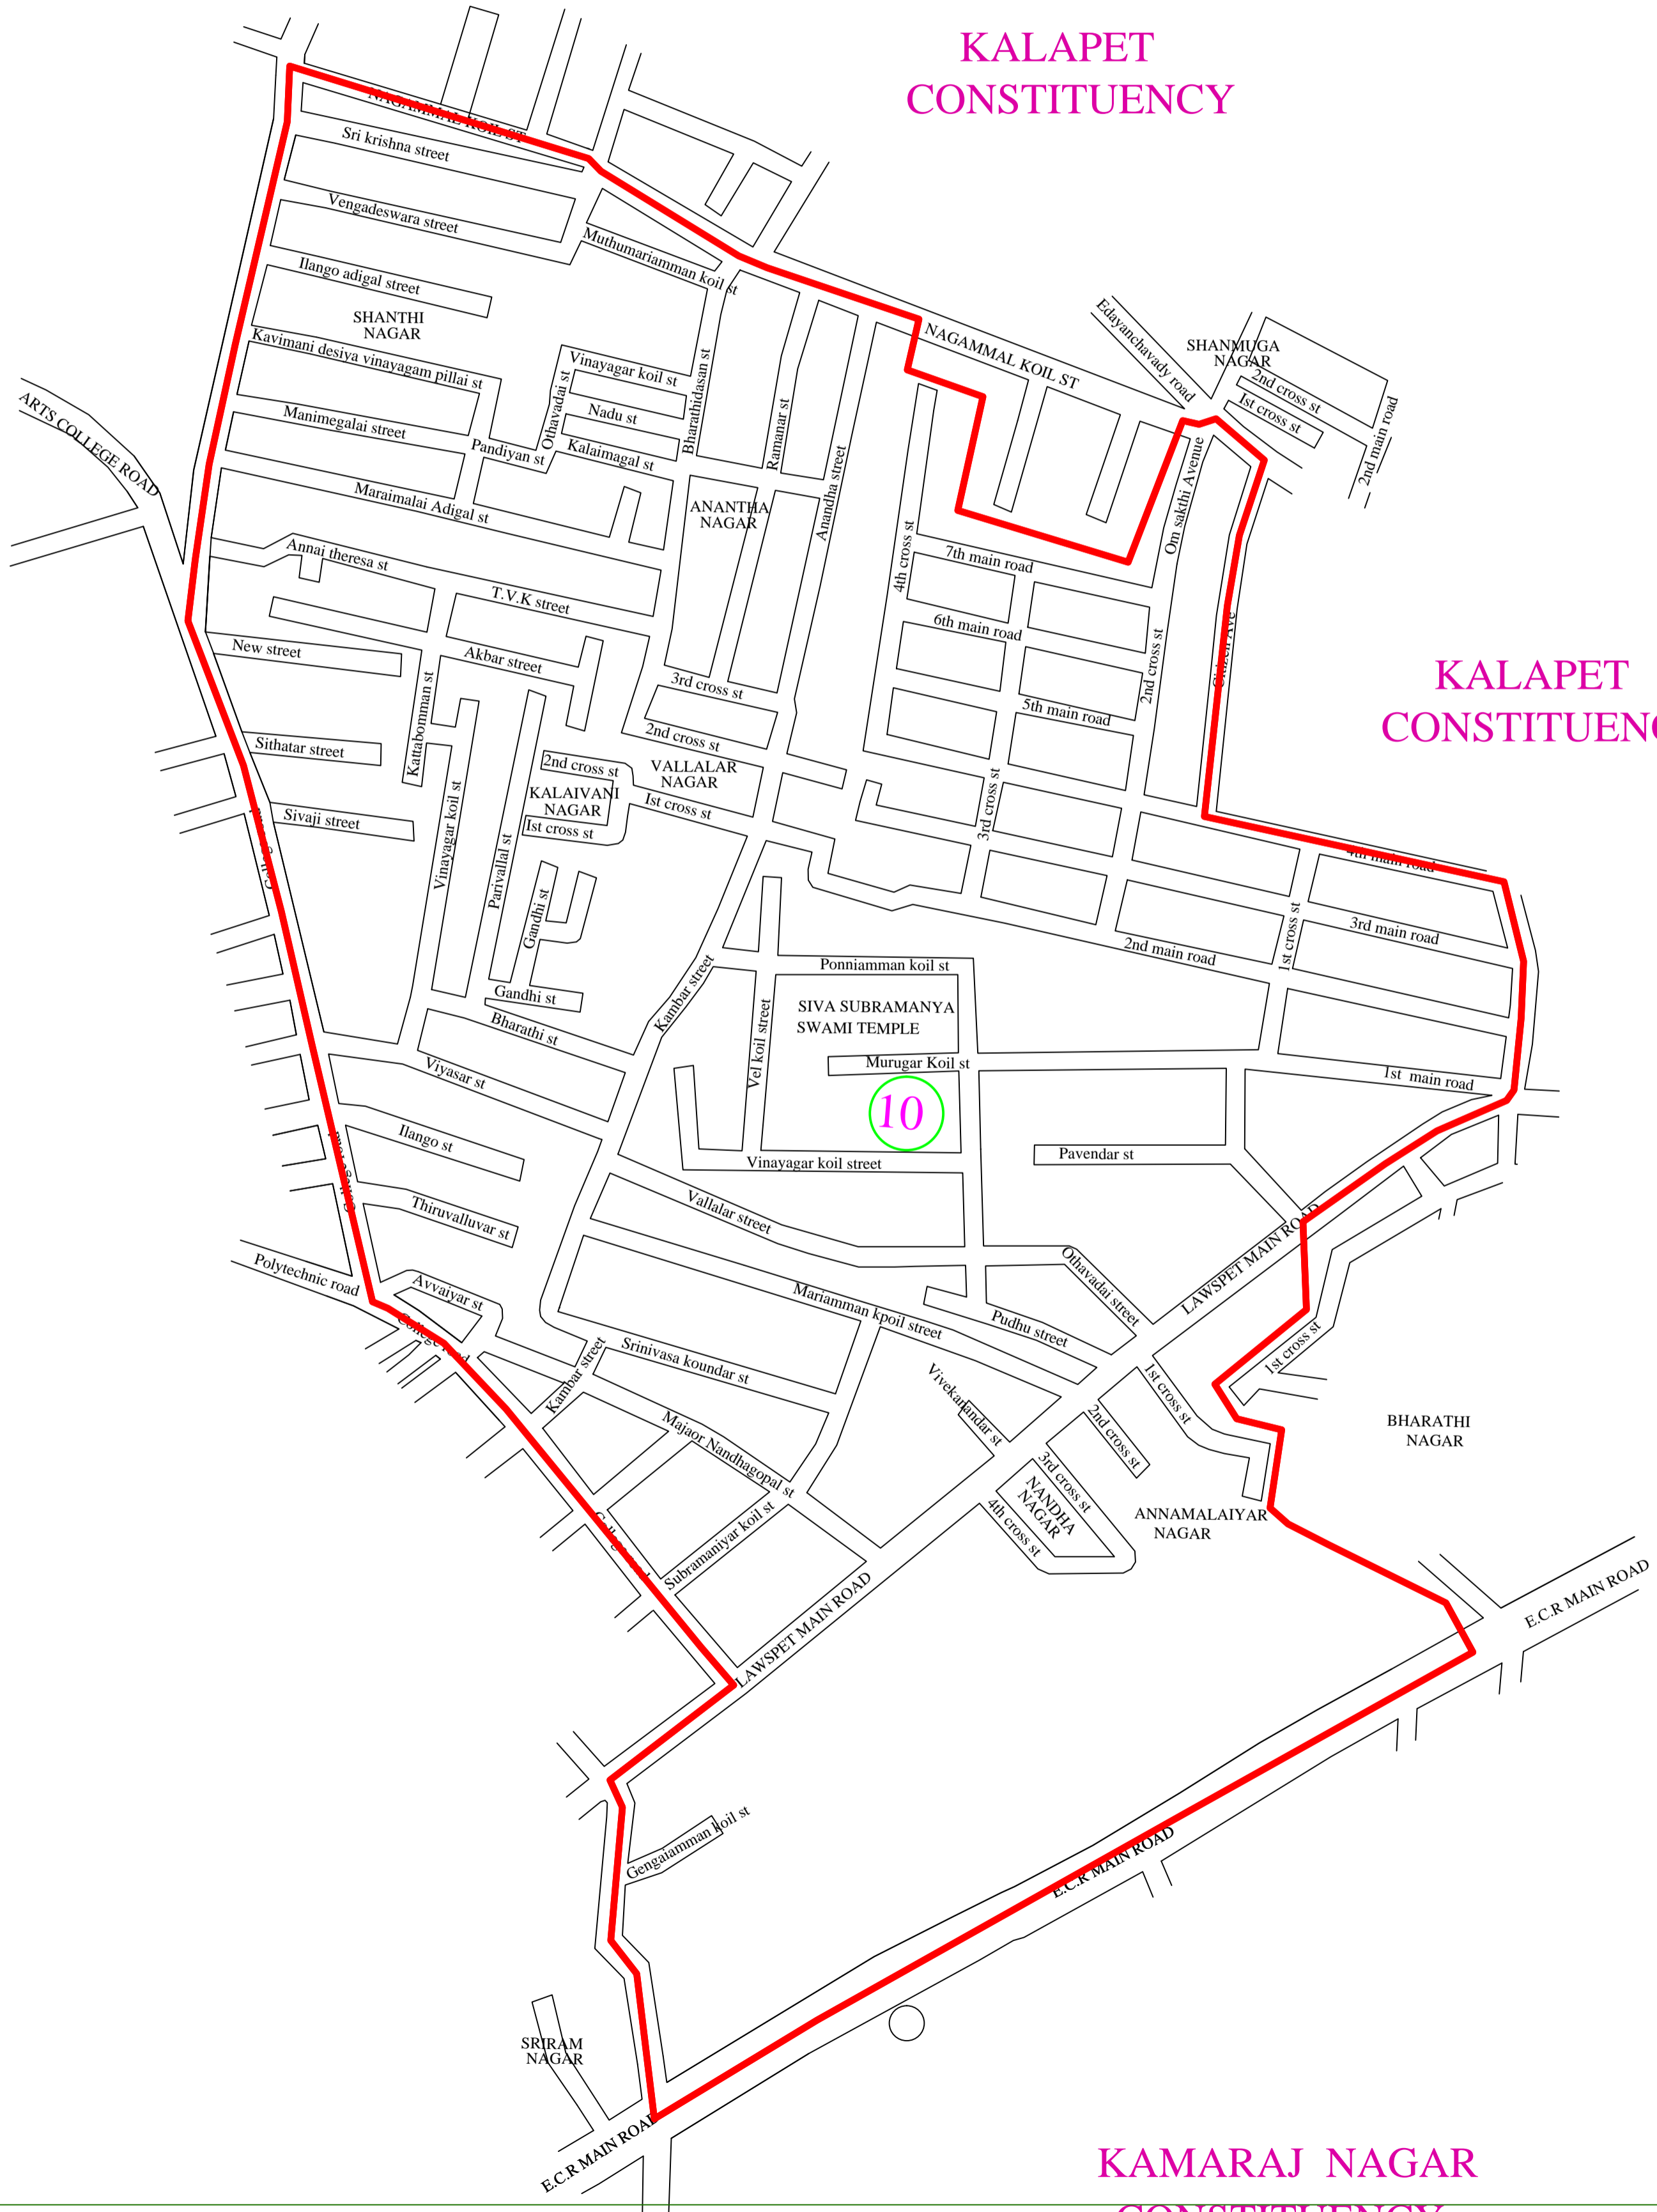 KALAPET
CONSTITUENCY
NAGAMMAL KOIL ST
Sri krishna street
Vengadeswara street
Muthumariamman koil st
Ilango adigal street
SHANTHI
NAGAR
Kavimani desiya vinayagam pillai st
Vinayagar koil st
Nadu st
Othavadai st
Bharathidasan st
Ramanar st
Anandha street
NAGAMMAL KOIL ST
Edayanchavady road
SHANMUGA
NAGAR
2nd cross st
Ist cross st
2nd main road
ARTS COLLEGE ROAD
Manimegalai street
Pandiyan st
Kalaimagal st
Maraimalai Adigal st
ANANTHA
NAGAR
Om sakthi Avenue
Annai theresa st
T.V.K street
4th cross st
7th main road
6th main road
5th main road
2nd cross st
Citizen Ave
New street
Akbar street
Kattabomman st
3rd cross st
2nd cross st
KALAPET
CONSTITUENC
Sithatar street
2nd cross st
VALLALAR
NAGAR
KALAIVANI
NAGAR
Ist cross st
Ist cross st
Sivaji street
Vinayagar koil st
Parivallal st
Gandhi st
3rd cross st
4th main road
3rd main road
2nd main road
1st cross st
Ponniamman koil st
Gandhi st
Bharathi st
Kambar street
SIVA SUBRAMANYA
SWAMI TEMPLE
Vel koil street
Murugar Koil st
Viyasar st
1st main road
10
Ilango st
College road
Vinayagar koil street
Pavendar st
Thiruvalluvar st
Vallalar street
LAWSPET MAIN ROAD
Polytechnic road
Avvaiyar st
College road
Othavadai street
Mariamman kpoil street
Pudhu street
Srinivasa koundar st
Kambar street
Vivekanandar st
1st cross st
1st cross st
2nd cross st
3rd cross st
4th cross st
NANDHA
NAGAR
BHARATHI
NAGAR
ANNAMALAIYAR
NAGAR
Majaor Nandhagopal st
Subramaniyar koil st
College road
LAWSPET MAIN ROAD
E.C.R MAIN ROAD
Gengaiamman koil st
E.C.R MAIN ROAD
SRIRAM
NAGAR
E.C.R MAIN ROAD
KAMARAJ NAGAR
CONSTITUENCY